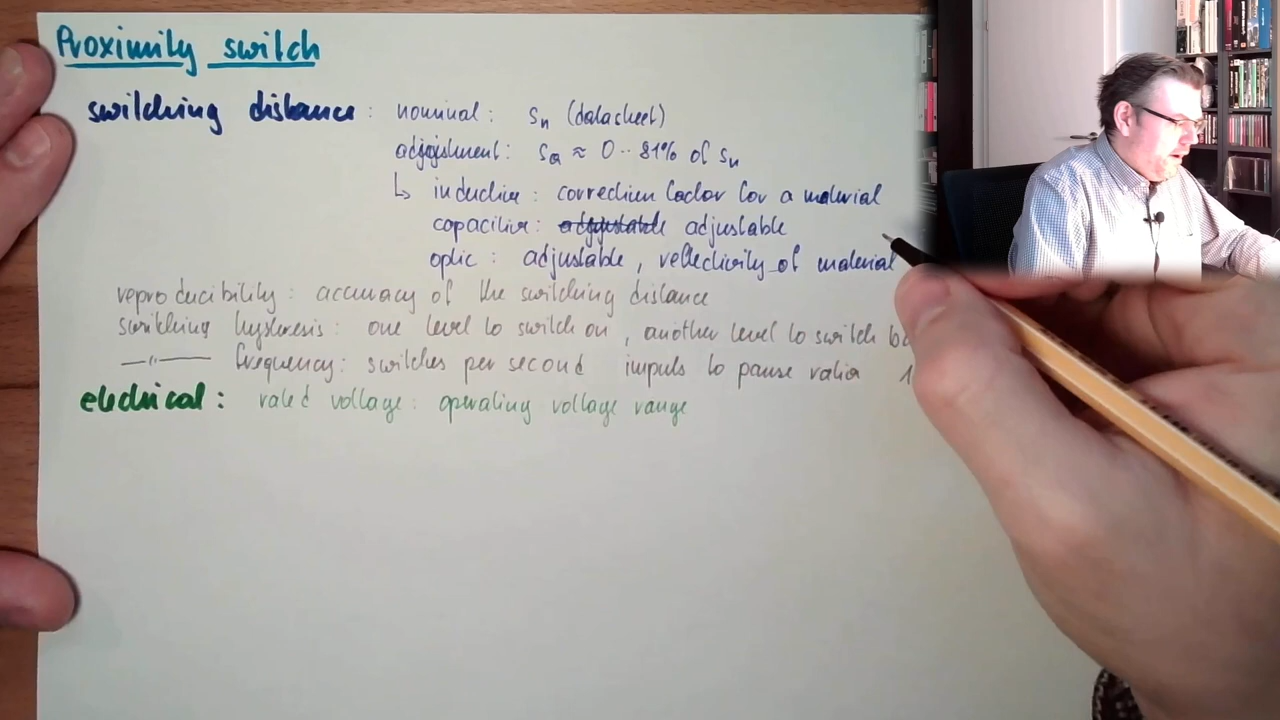 Proximity switch
switching distance : nominal : sn (datasheet)
adjustment : sa ≈ 0 ·· 81% of sn
↳ inductive : correction factor for a material
capacitive : adjustable adjustable
optic : adjustable , reflectivity of material
reproducibility : accuracy of the switching distance
switching hysteresis : one level to switch on , another level to switch
—"— frequency : switches per second impuls to pause ratio 1
electrical : rated voltage : operating voltage range